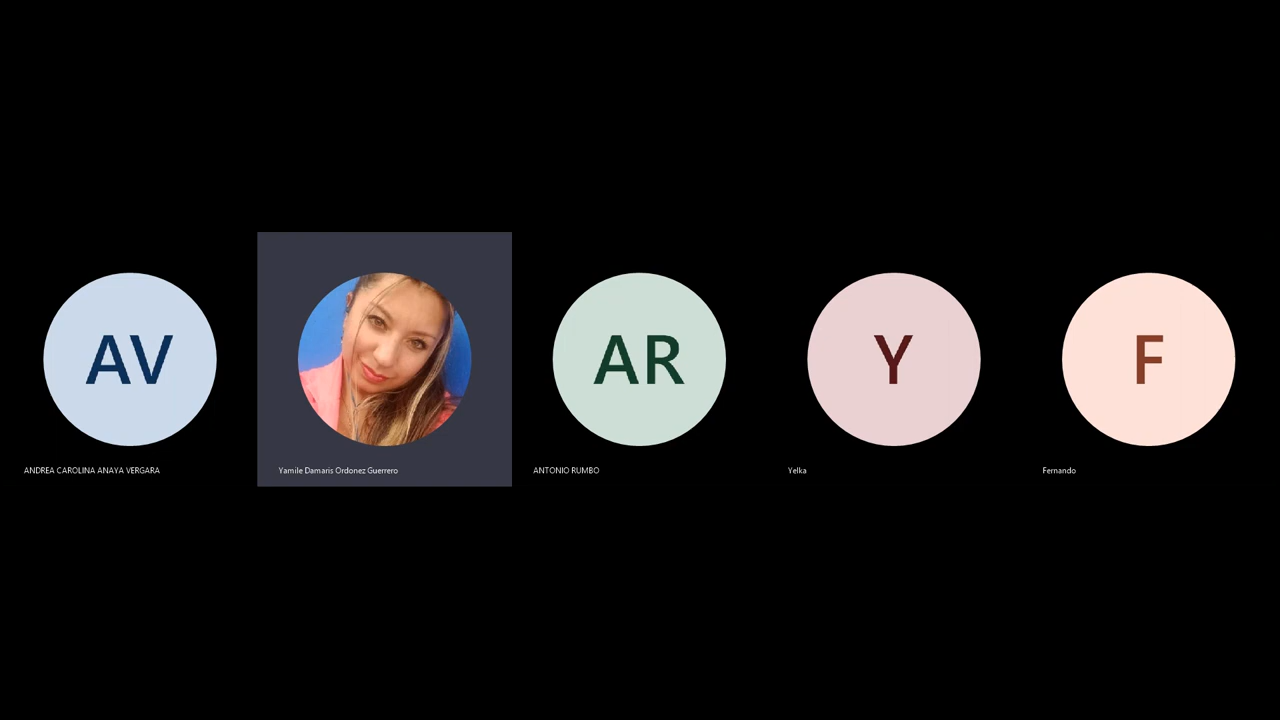 AV
AR
Y
F
ANDREA CAROLINA ANAYA VERGARA
Yamile Damaris Ordonez Guerrero
ANTONIO RUMBO
Yelka
Fernando